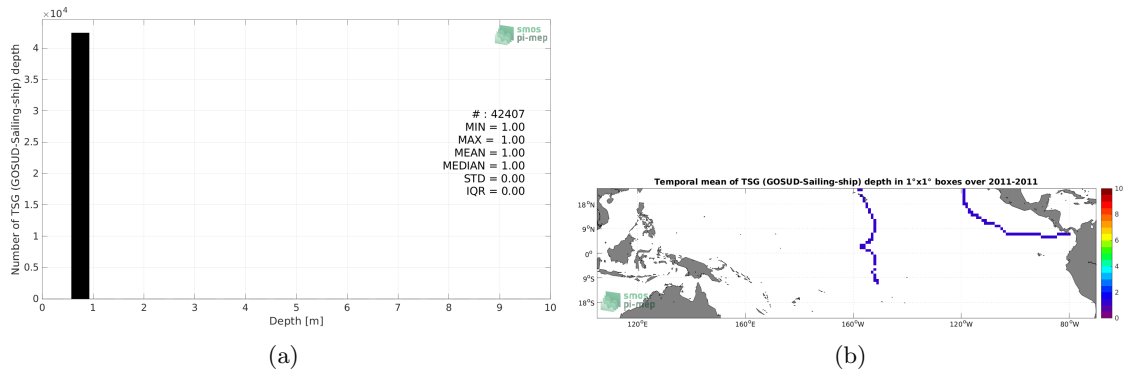 ×10⁴
4
3.5
3
2.5
2
1.5
1
0.5
0
Number of TSG (GOSUD-Sailing-ship) depth
smos
pi-mep
# : 42407
MIN = 1.00
MAX = 1.00
MEAN = 1.00
MEDIAN = 1.00
STD = 0.00
IQR = 0.00
0 1 2 3 4 5 6 7 8 9 10
Depth [m]
(a)
Temporal mean of TSG (GOSUD-Sailing-ship) depth in 1°x1° boxes over 2011-2011
18°N
9°N
0°
9°S
18°S
smos
pi-mep
120°E 160°E 160°W 120°W 80°W
10
8
6
4
2
0
(b)